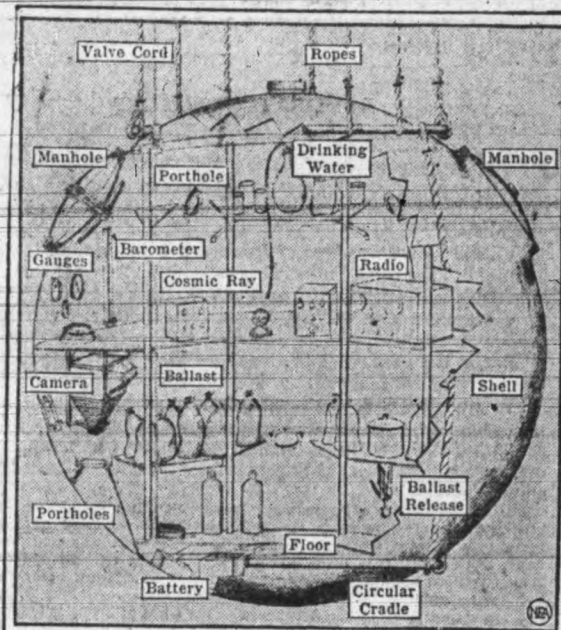 Valve Cord
Ropes
Manhole
Drinking
Water
Manhole
Porthole
Barometer
Gauges
Cosmic Ray
Radio
Camera
Ballast
Shell
Ballast
Release
Portholes
Floor
Battery
Circular
Cradle
NEA